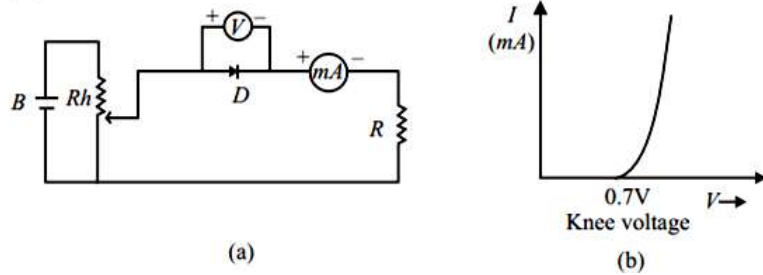 + V −
B
Rh
D
+ mA −
R
(a)
I
(mA)
0.7V
V
Knee voltage
(b)